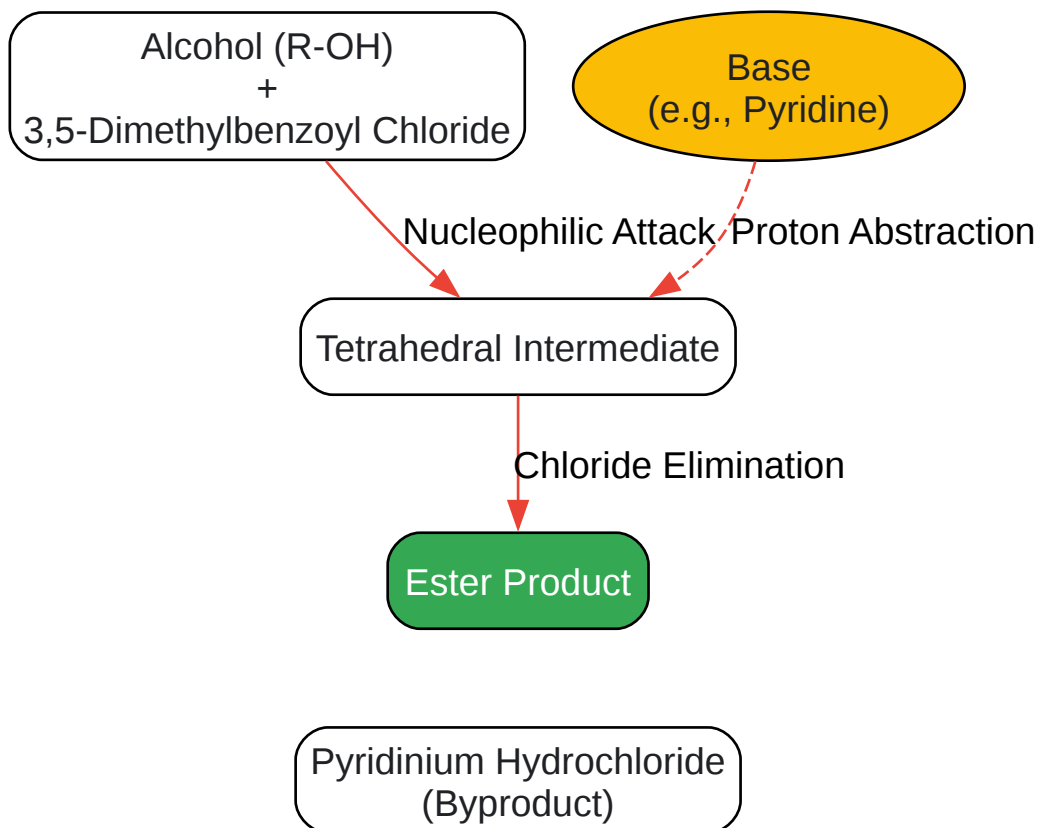 Alcohol (R-OH)
+
3,5-Dimethylbenzoyl Chloride
Base
(e.g., Pyridine)
Nucleophilic Attack
Proton Abstraction
Tetrahedral Intermediate
Chloride Elimination
Ester Product
Pyridinium Hydrochloride
(Byproduct)